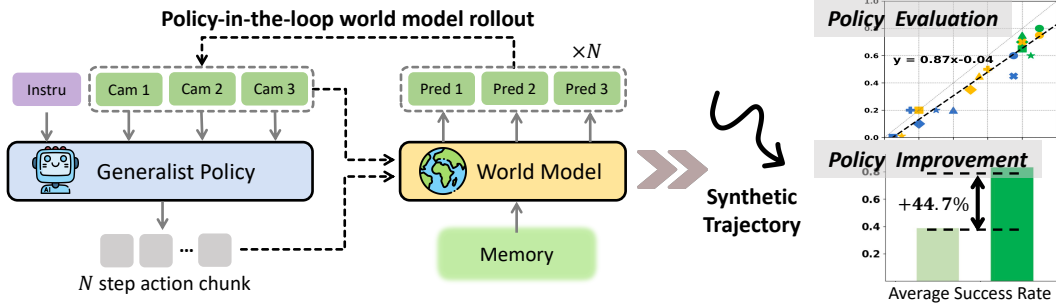 Policy-in-the-loop world model rollout
×N
Instru
Cam 1
Cam 2
Cam 3
Pred 1
Pred 2
Pred 3
AI
Generalist Policy
World Model
N step action chunk
...
Memory
Synthetic
Trajectory
Policy Evaluation
1.0
0.8
0.6
0.4
0.2
0.0
y = 0.87x-0.04
Policy Improvement
0.8
0.6
0.4
0.2
+44.7%
Average Success Rate